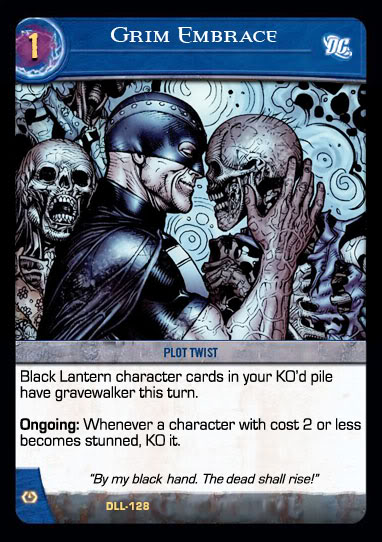 1
GRIM EMBRACE
DC
PLOT TWIST
Black Lantern character cards in your KO'd pile
have gravewalker this turn.
Ongoing: Whenever a character with cost 2 or less
becomes stunned, KO it.
"By my black hand. The dead shall rise!"
DLL-128